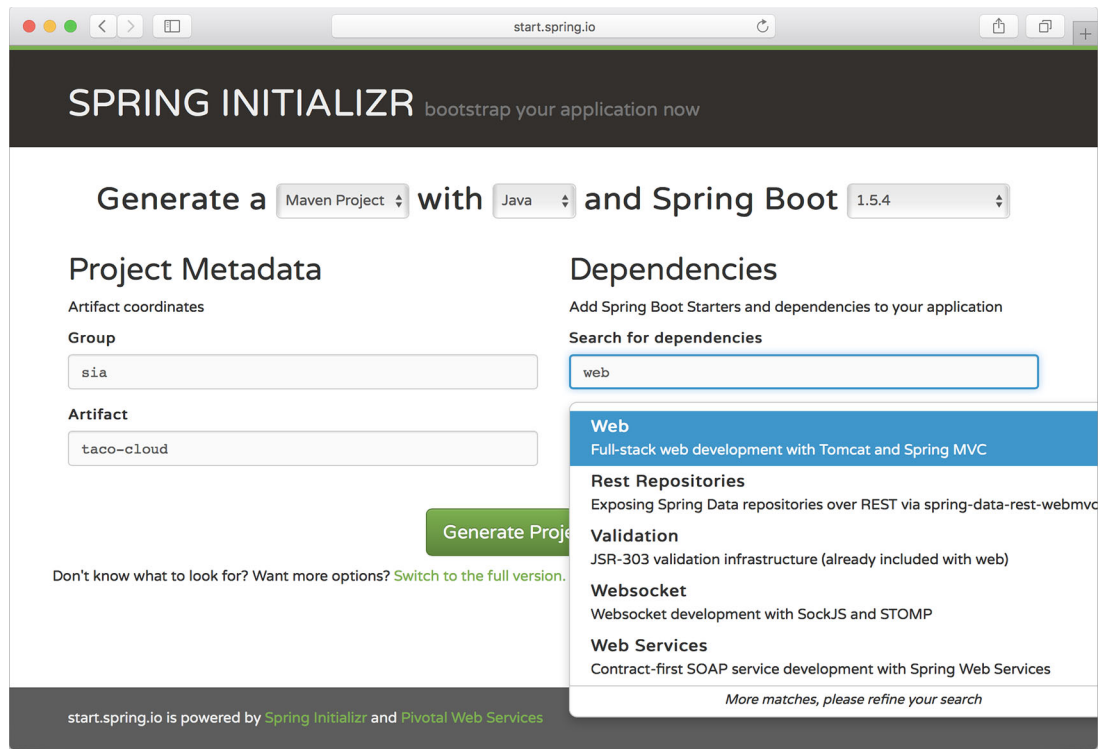 start.spring.io
SPRING INITIALIZR bootstrap your application now
Generate a Maven Project with Java and Spring Boot 1.5.4
Project Metadata
Artifact coordinates
Group
sia
Artifact
taco-cloud
Dependencies
Add Spring Boot Starters and dependencies to your application
Search for dependencies
web
Web
Full-stack web development with Tomcat and Spring MVC
Rest Repositories
Exposing Spring Data repositories over REST via spring-data-rest-webmvc
Validation
JSR-303 validation infrastructure (already included with web)
Websocket
Websocket development with SockJS and STOMP
Web Services
Contract-first SOAP service development with Spring Web Services
More matches, please refine your search
Generate Proje
Don't know what to look for? Want more options? Switch to the full version.
start.spring.io is powered by Spring Initializr and Pivotal Web Services